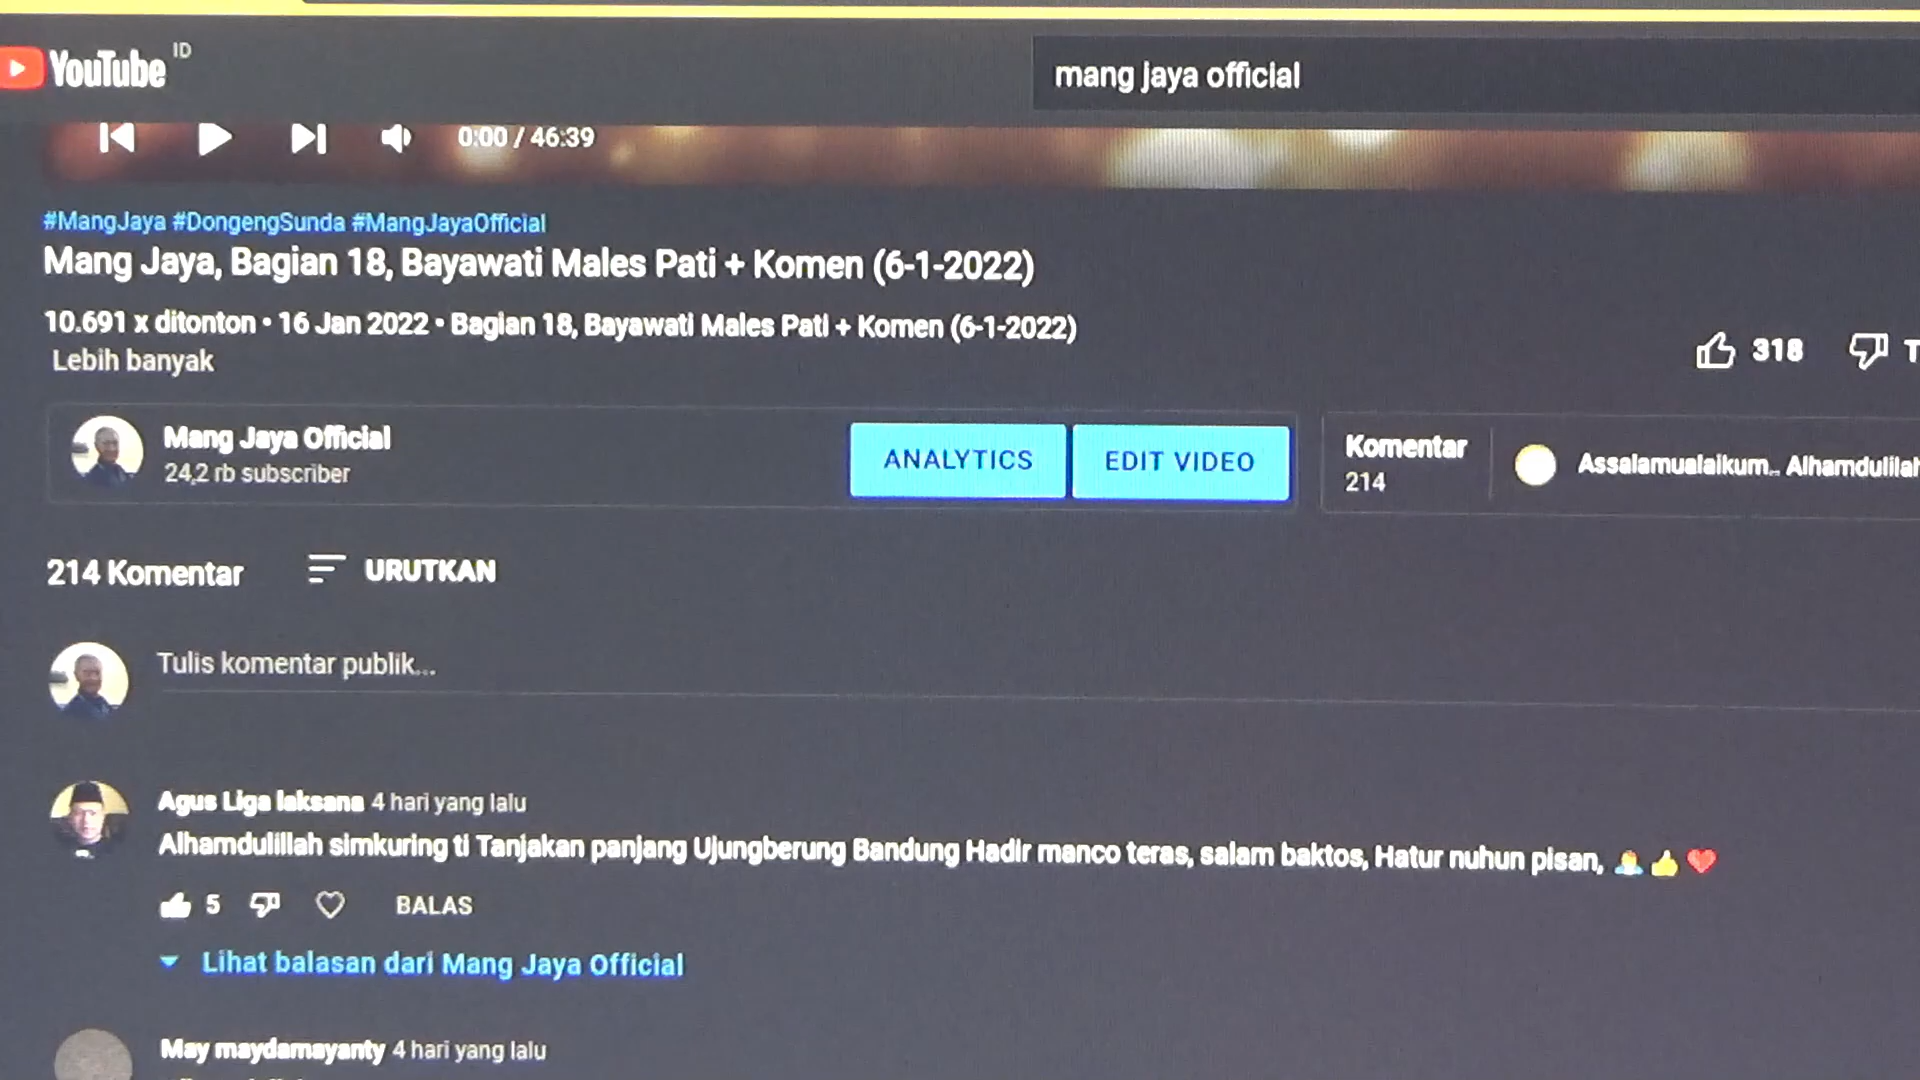 YouTube ID
mang jaya official
0:00 / 46:39
#MangJaya #DongengSunda #MangJayaOfficial
Mang Jaya, Bagian 18, Bayawati Males Pati + Komen (6-1-2022)
10.691 x ditonton • 16 Jan 2022 • Bagian 18, Bayawati Males Pati + Komen (6-1-2022)
Lebih banyak
318
Mang Jaya Official
24,2 rb subscriber
ANALYTICS
EDIT VIDEO
Komentar
214
Assalamualaikum.. Alhamdulillah
214 Komentar
URUTKAN
Tulis komentar publik...
Agus Liga laksana 4 hari yang lalu
Alhamdulillah simkuring ti Tanjakan panjang Ujungberung Bandung Hadir manco teras, salam baktos, Hatur nuhun pisan,
5
BALAS
Lihat balasan dari Mang Jaya Official
May maydamayanty 4 hari yang lalu